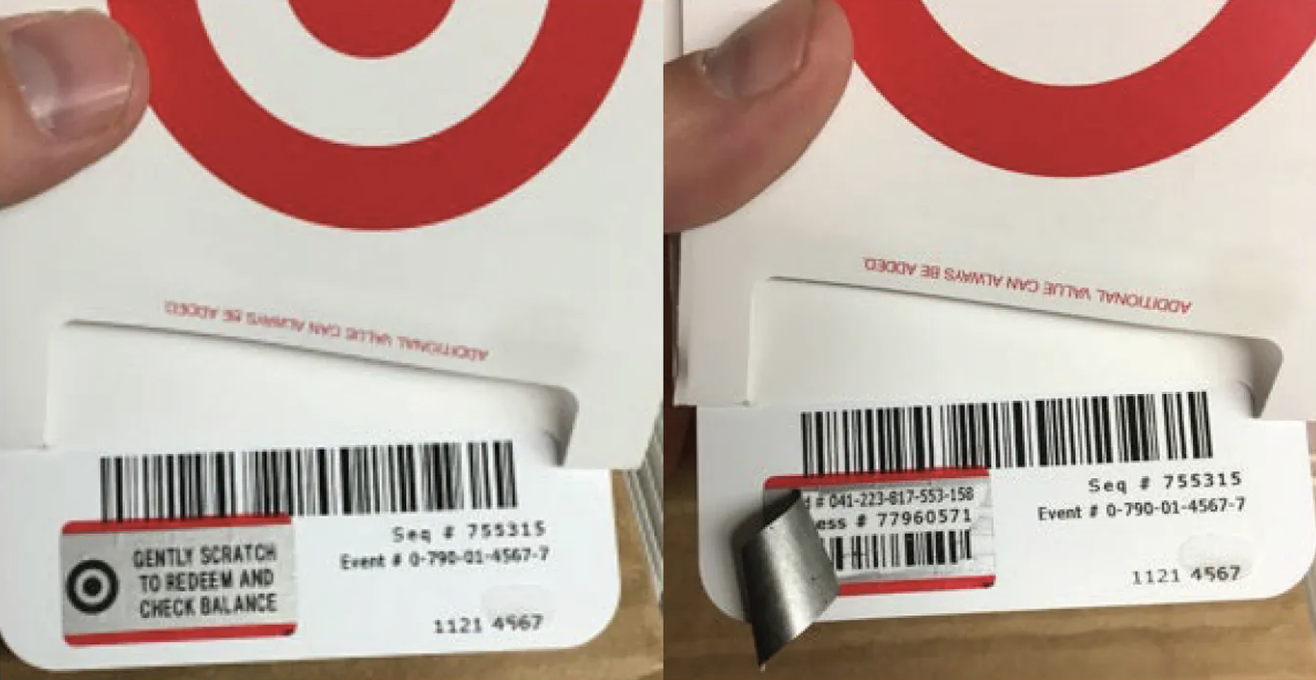 ADDITIONAL VALUE CAN ALWAYS BE ADDED.
Seq # 755315
Event # 0-790-01-4567-7
GENTLY SCRATCH
TO REDEEM AND
CHECK BALANCE
1121 4567
ADDITIONAL VALUE CAN ALWAYS BE ADDED.
d # 041-223-817-553-158
ess # 77960571
Seq # 755315
Event # 0-790-01-4567-7
1121 4567